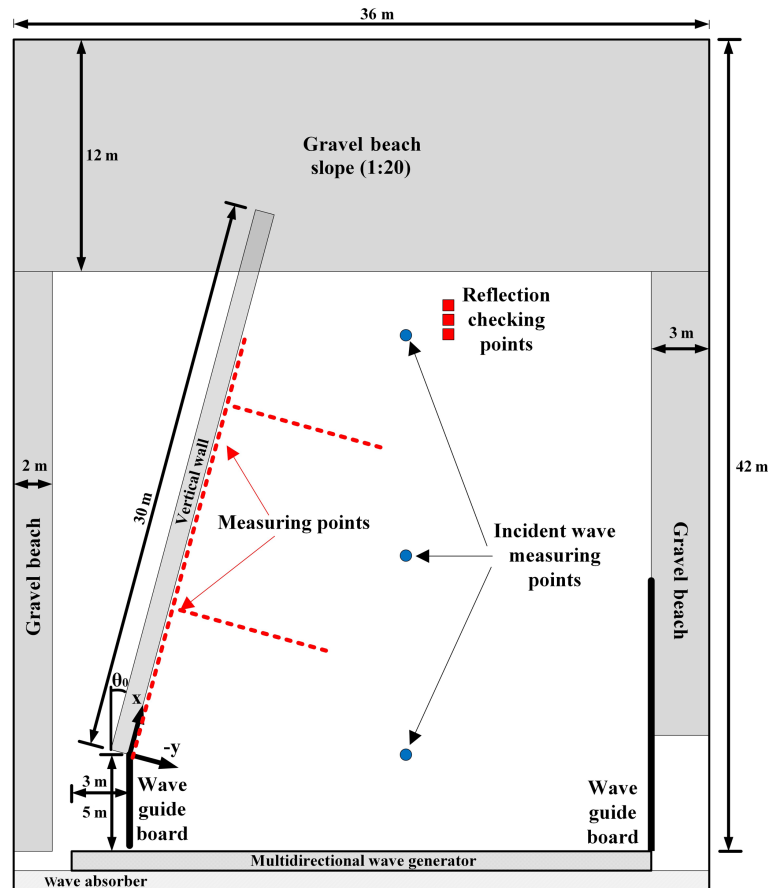 36 m
12 m
Gravel beach
slope (1:20)
Reflection
checking
points
3 m
2 m
42 m
30 m
Vertical wall
Measuring points
Incident wave
measuring
points
Gravel beach
Gravel beach
θ0
x
-y
3 m
5 m
Wave
guide
board
Wave
guide
board
Multidirectional wave generator
Wave absorber